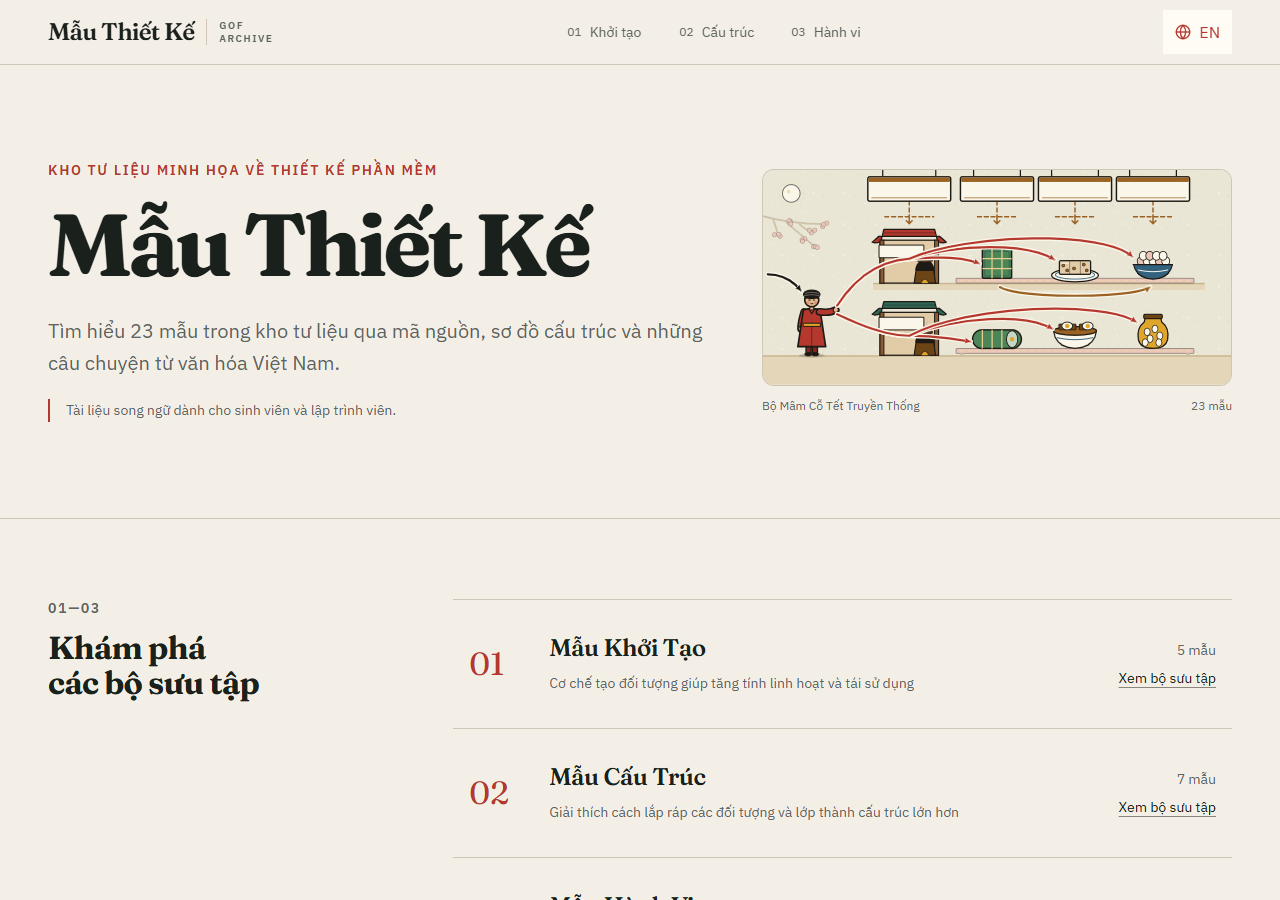 Mẫu Thiết Kế
GOF
ARCHIVE
01 Khởi tạo
02 Cấu trúc
03 Hành vi
EN
KHO TƯ LIỆU MINH HỌA VỀ THIẾT KẾ PHẦN MỀM
Mẫu Thiết Kế
Tìm hiểu 23 mẫu trong kho tư liệu qua mã nguồn, sơ đồ cấu trúc và những
câu chuyện từ văn hóa Việt Nam.
Tài liệu song ngữ dành cho sinh viên và lập trình viên.
Bộ Mâm Cỗ Tết Truyền Thống
23 mẫu
01—03
Khám phá
các bộ sưu tập
01
Mẫu Khởi Tạo
Cơ chế tạo đối tượng giúp tăng tính linh hoạt và tái sử dụng
5 mẫu
Xem bộ sưu tập
02
Mẫu Cấu Trúc
Giải thích cách lắp ráp các đối tượng và lớp thành cấu trúc lớn hơn
7 mẫu
Xem bộ sưu tập